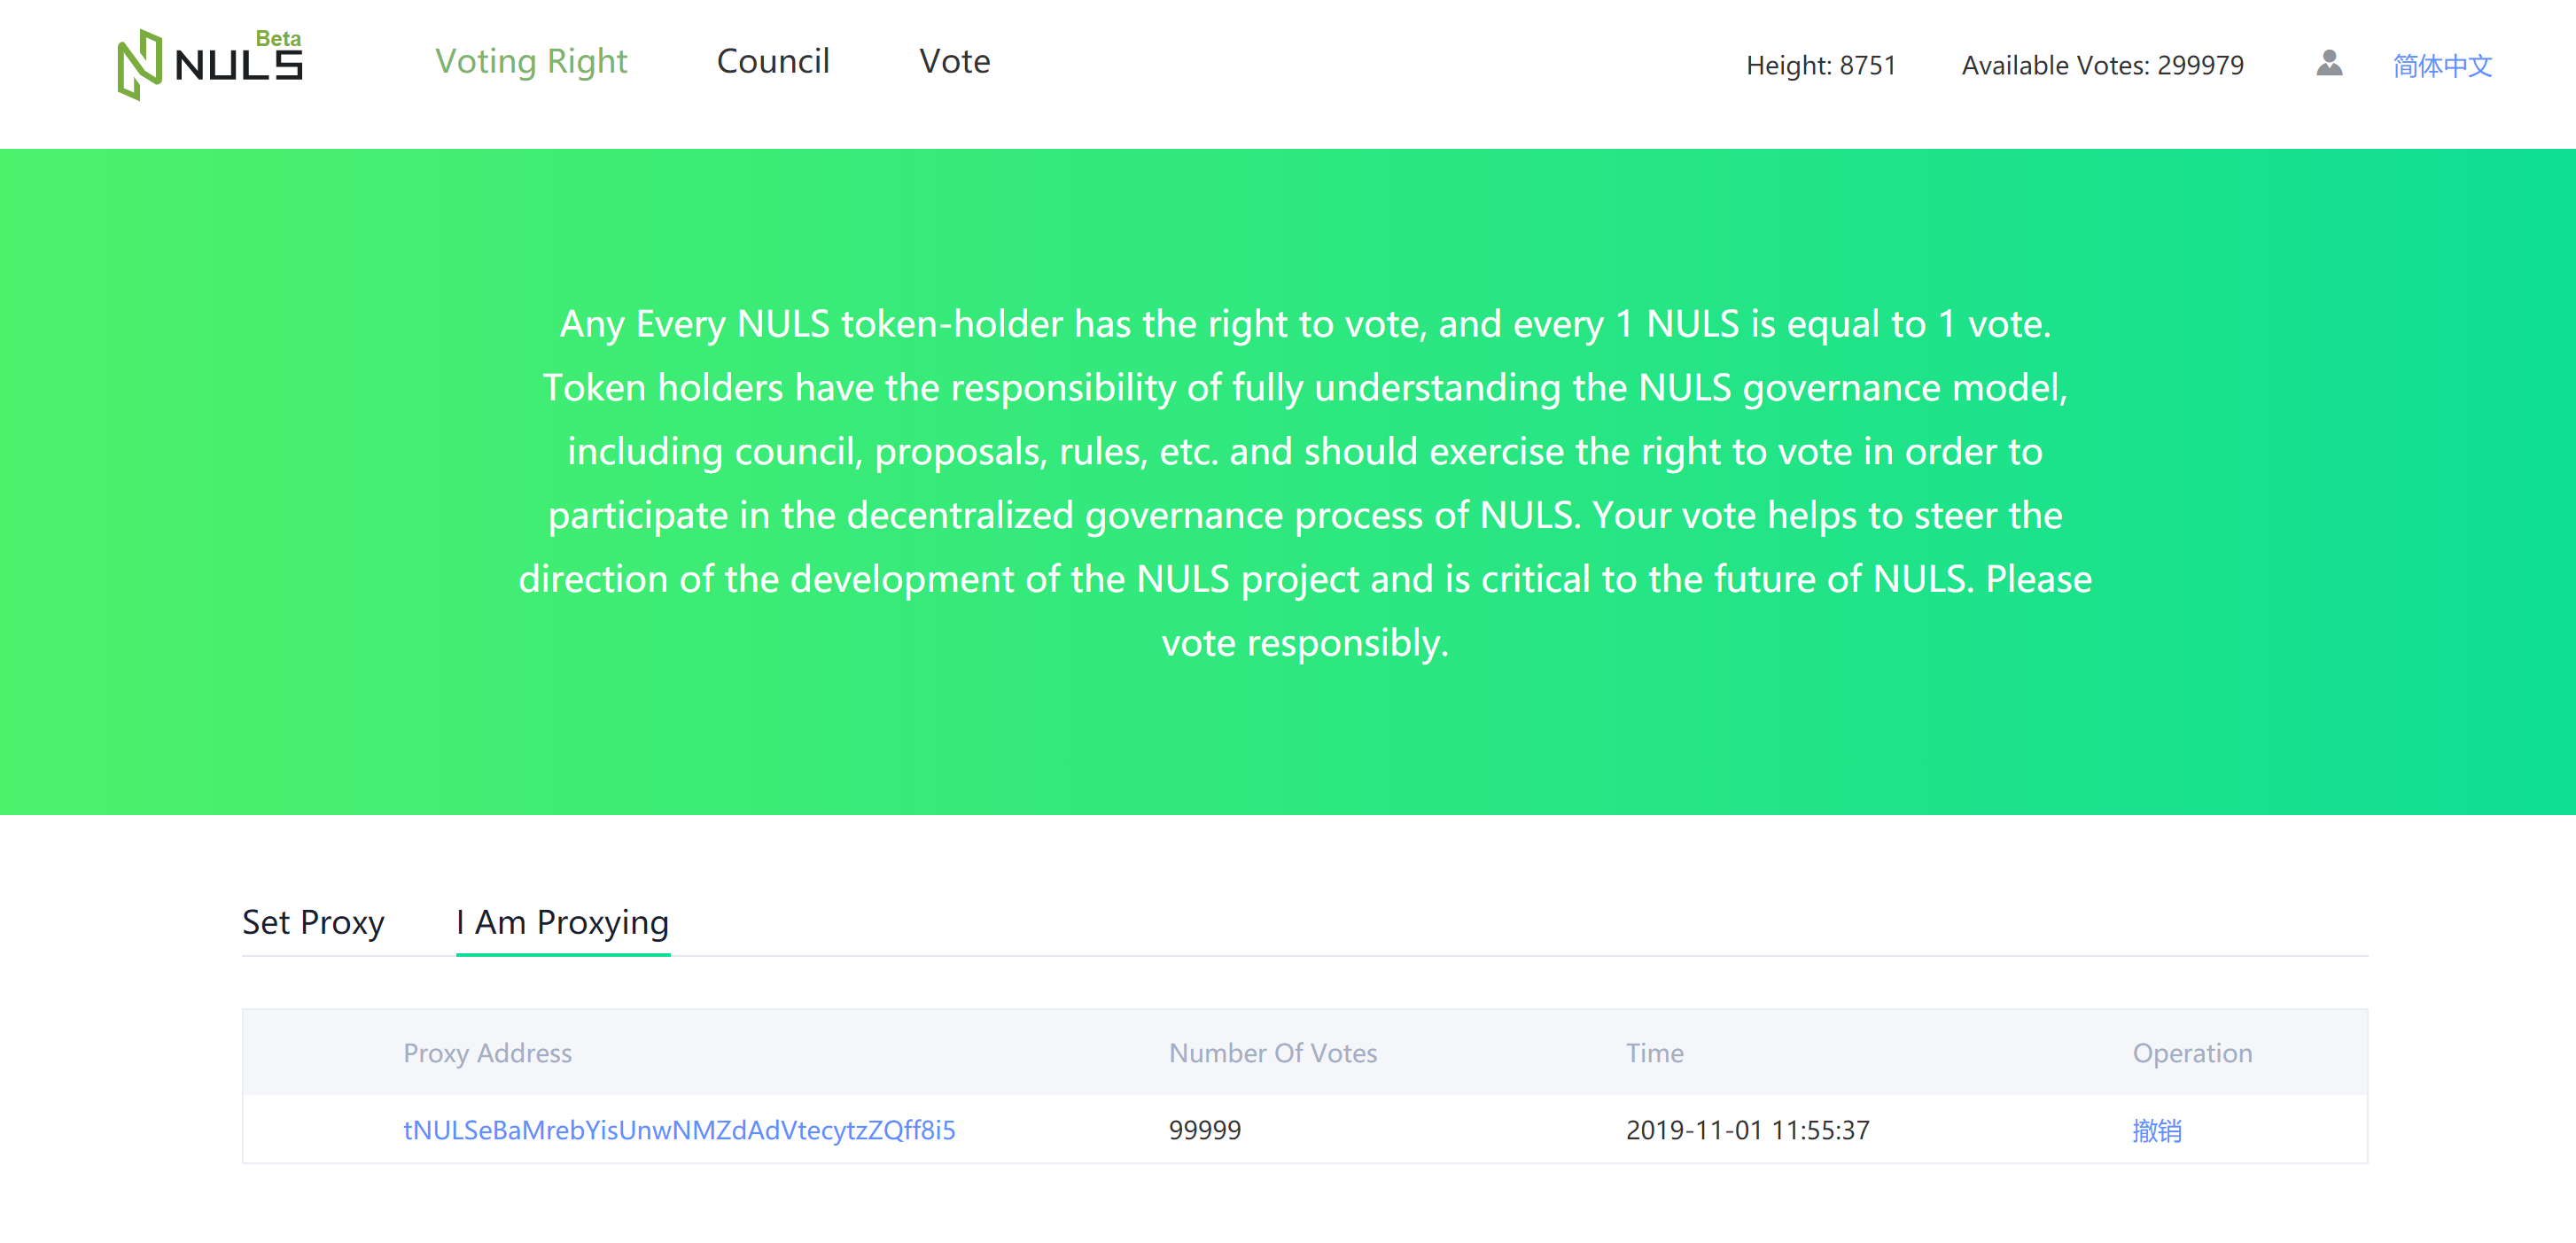 Beta
NULS
Voting Right
Council
Vote
Height: 8751
Available Votes: 299979
简体中文
Any Every NULS token-holder has the right to vote, and every 1 NULS is equal to 1 vote.
Token holders have the responsibility of fully understanding the NULS governance model,
including council, proposals, rules, etc. and should exercise the right to vote in order to
participate in the decentralized governance process of NULS. Your vote helps to steer the
direction of the development of the NULS project and is critical to the future of NULS. Please
vote responsibly.
Set Proxy
I Am Proxying
Proxy Address
Number Of Votes
Time
Operation
tNULSeBaMrebYisUnwNMZdAdVtecytzZQff8i5
99999
2019-11-01 11:55:37
撤销